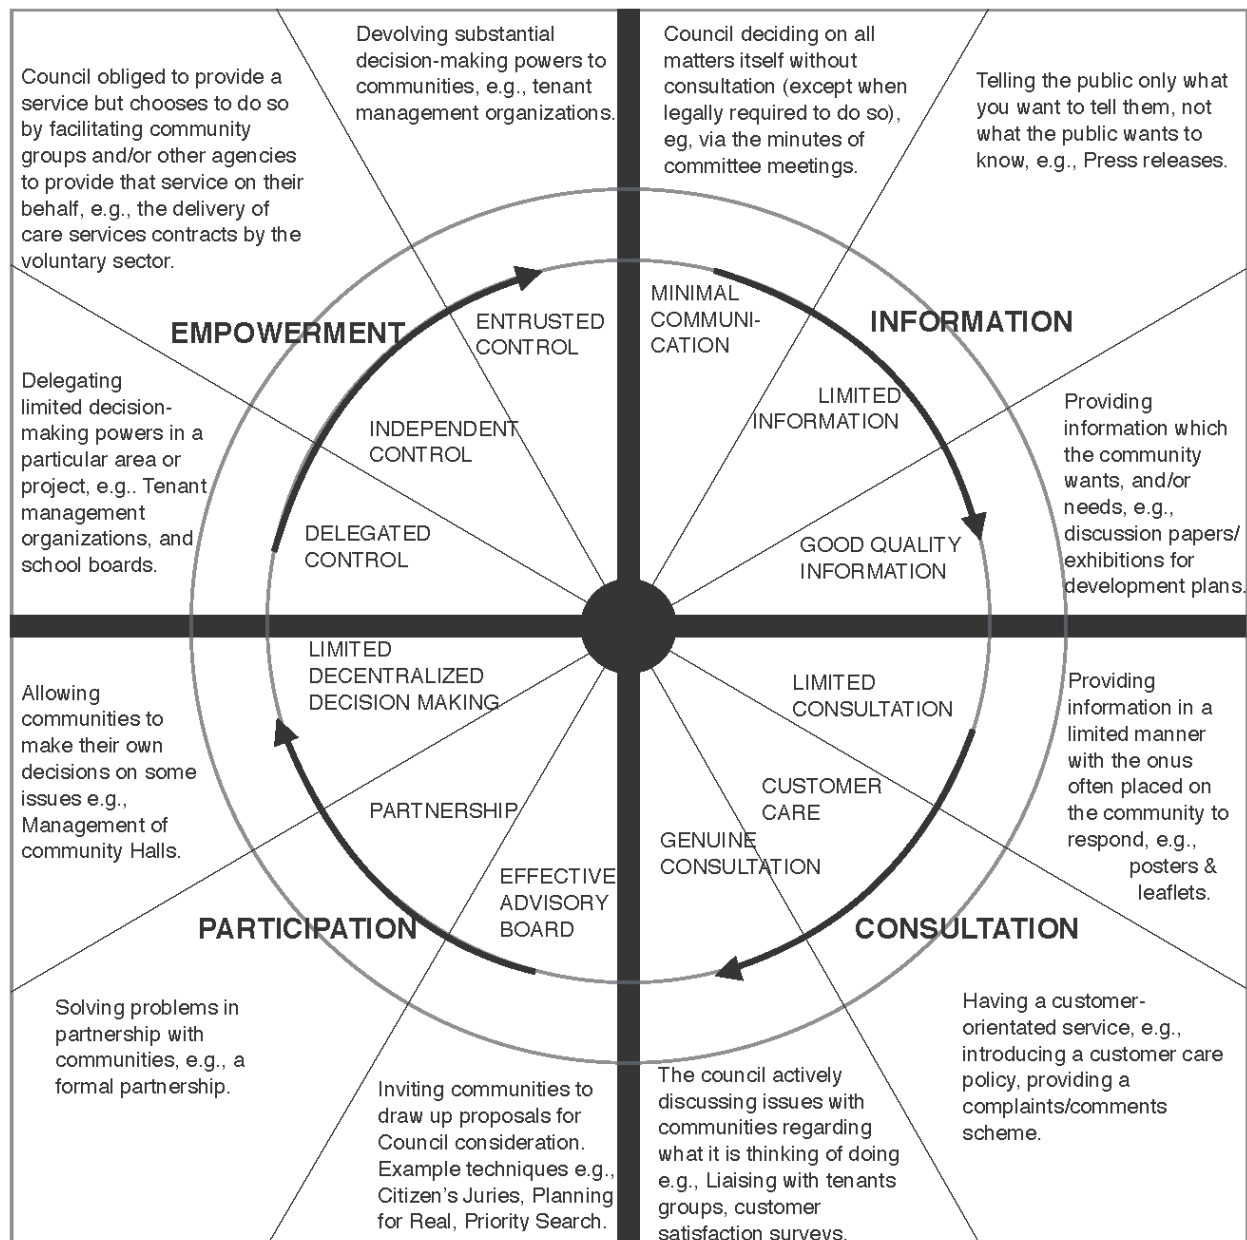 Devolving substantial
decision-making powers to
communities, e.g., tenant
management organizations.
Council deciding on all
matters itself without
consultation (except when
legally required to do so),
eg, via the minutes of
committee meetings.
Council obliged to provide a
service but chooses to do so
by facilitating community
groups and/or other agencies
to provide that service on their
behalf, e.g., the delivery of
care services contracts by the
voluntary sector.
Telling the public only what
you want to tell them, not
what the public wants to
know, e.g., Press releases.
EMPOWERMENT
ENTRUSTED
CONTROL
MINIMAL
COMMUNI-
CATION
INFORMATION
Delegating
limited decision-
making powers in a
particular area or
project, e.g.. Tenant
management
organizations, and
school boards.
INDEPENDENT
CONTROL
LIMITED
INFORMATION
Providing
information which
the community
wants, and/or
needs, e.g.,
discussion papers/
exhibitions for
development plans.
DELEGATED
CONTROL
GOOD QUALITY
INFORMATION
LIMITED
DECENTRALIZED
DECISION MAKING
LIMITED
CONSULTATION
Allowing
communities to
make their own
decisions on some
issues e.g.,
Management of
community Halls.
Providing
information in a
limited manner
with the onus
often placed on
the community to
respond, e.g.,
posters &
leaflets.
PARTNERSHIP
CUSTOMER
CARE
GENUINE
CONSULTATION
EFFECTIVE
ADVISORY
BOARD
PARTICIPATION
CONSULTATION
Solving problems in
partnership with
communities, e.g., a
formal partnership.
Having a customer-
orientated service, e.g.,
introducing a customer care
policy, providing a
complaints/comments
scheme.
Inviting communities to
draw up proposals for
Council consideration.
Example techniques e.g.,
Citizen's Juries, Planning
for Real, Priority Search.
The council actively
discussing issues with
communities regarding
what it is thinking of doing
e.g., Liaising with tenants
groups, customer
satisfaction surveys.